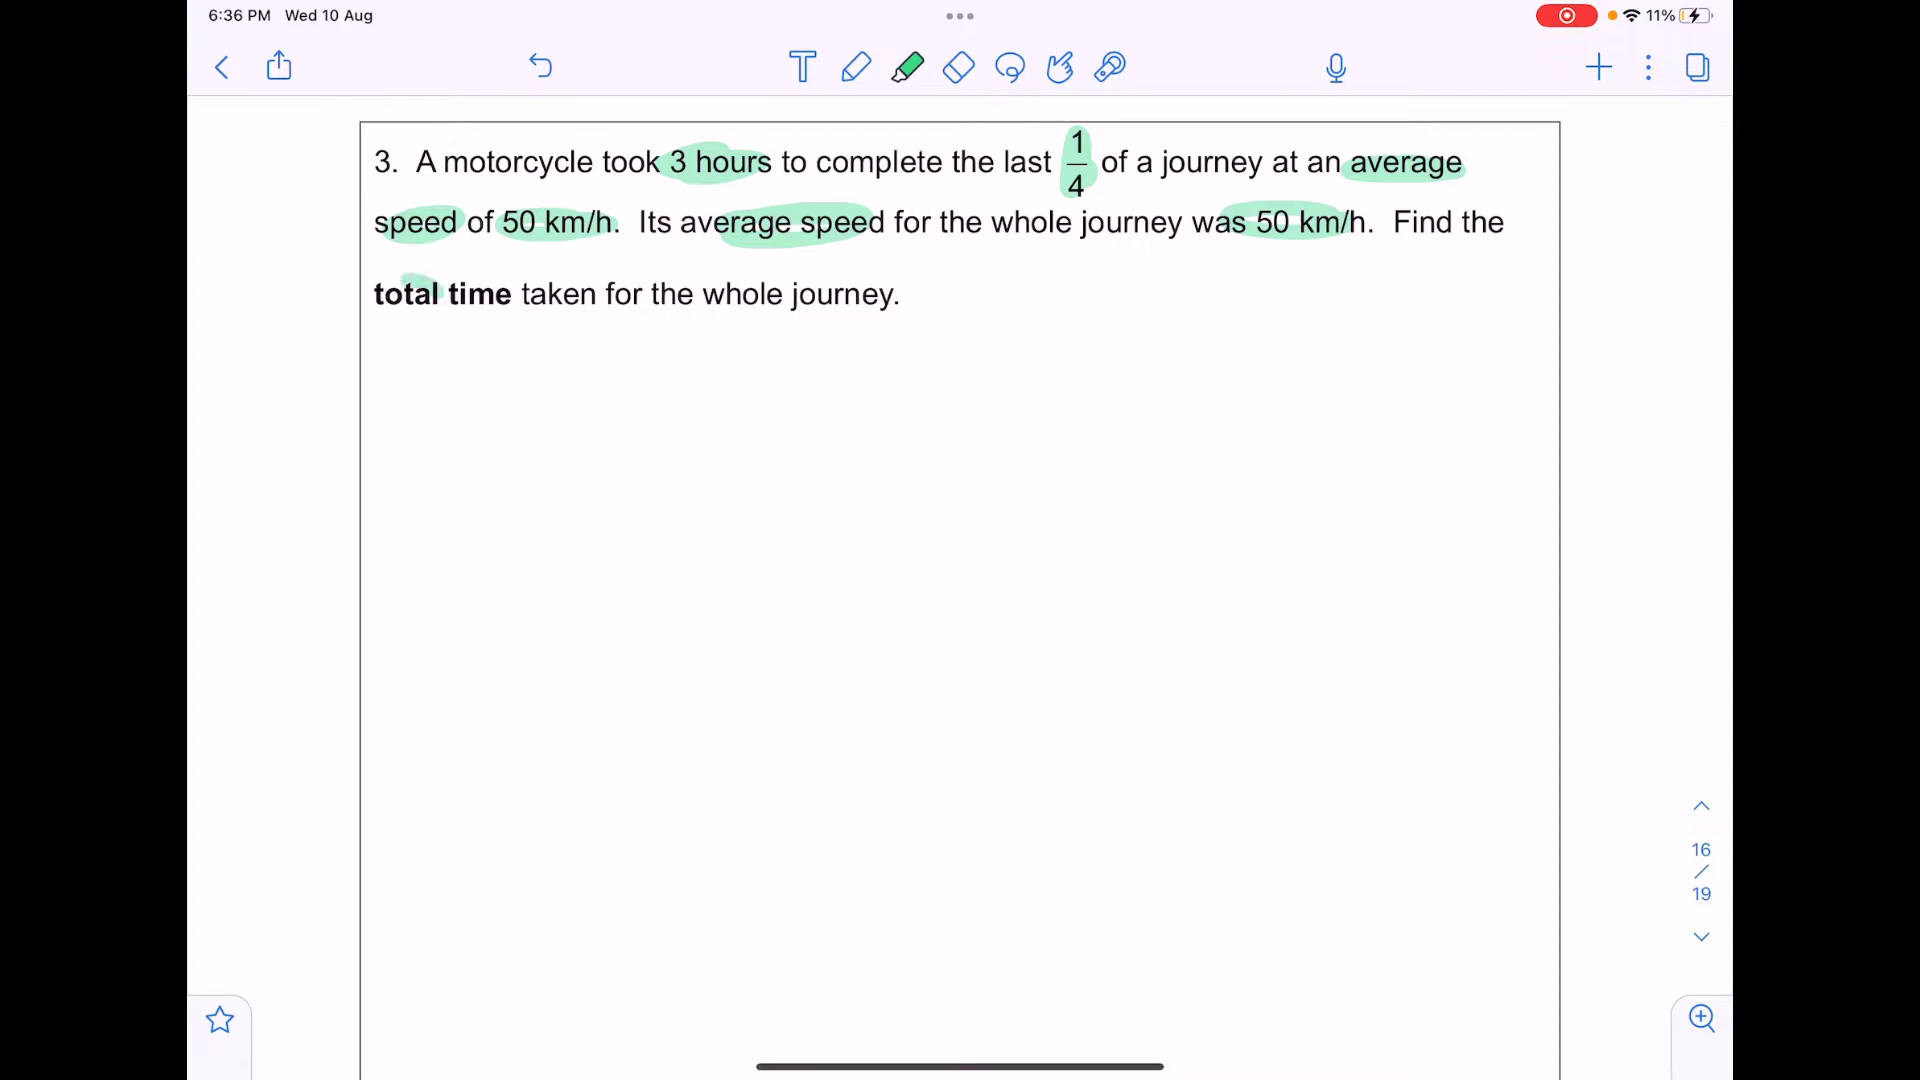 6:36 PM Wed 10 Aug
11%
3. A motorcycle took 3 hours to complete the last 1/4 of a journey at an average
speed of 50 km/h. Its average speed for the whole journey was 50 km/h. Find the
total time taken for the whole journey.
16
/
19